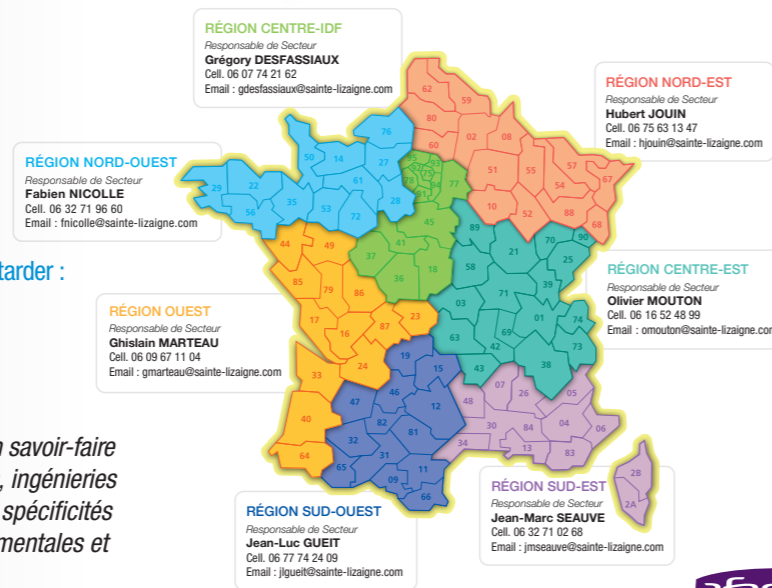 RÉGION CENTRE-IDF
Responsable de Secteur
Grégory DESFASSIAUX
Cell. 06 07 74 21 62
Email : gdesfassiaux@sainte-lizaigne.com
RÉGION NORD-EST
Responsable de Secteur
Hubert JOUIN
Cell. 06 75 63 13 47
Email : hjouin@sainte-lizaigne.com
RÉGION NORD-OUEST
Responsable de Secteur
Fabien NICOLLE
Cell. 06 32 71 96 60
Email : fnicolle@sainte-lizaigne.com
tarder :
RÉGION CENTRE-EST
Responsable de Secteur
Olivier MOUTON
Cell. 06 16 52 48 99
Email : omouton@sainte-lizaigne.com
RÉGION OUEST
Responsable de Secteur
Ghislain MARTEAU
Cell. 06 09 67 11 04
Email : gmarteau@sainte-lizaigne.com
n savoir-faire
, ingénieries
spécificités
mentales et
RÉGION SUD-OUEST
Responsable de Secteur
Jean-Luc GUEIT
Cell. 06 77 74 24 09
Email : jlgueit@sainte-lizaigne.com
RÉGION SUD-EST
Responsable de Secteur
Jean-Marc SEAUVE
Cell. 06 32 71 02 68
Email : jmseauve@sainte-lizaigne.com
62
59
80
02
08
60
51
55
57
67
54
10
52
88
68
76
50
14
27
61
28
29
22
35
53
72
56
95
93
78
94
91
77
45
41
37
36
18
89
21
70
90
25
58
39
71
03
01
74
69
63
42
73
43
38
44
49
85
79
86
17
16
87
23
24
33
40
64
19
15
46
47
12
82
32
81
31
65
09
11
66
07
26
05
48
30
84
04
06
34
13
83
2B
2A